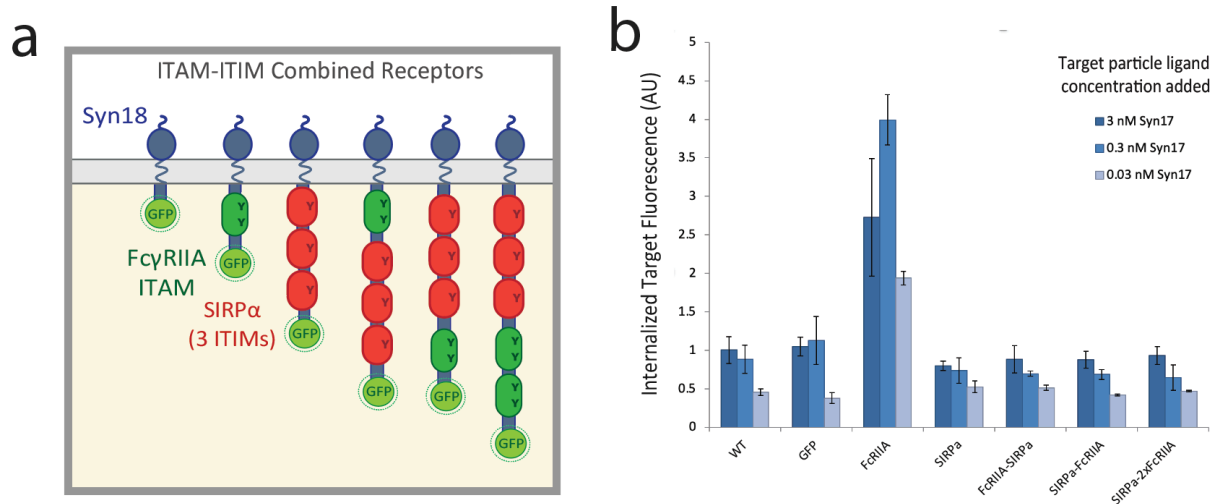 a
ITAM-ITIM Combined Receptors
Syn18
GFP
Y
Y
GFP
FcγRIIA
ITAM
Y
Y
Y
GFP
SIRPα
(3 ITIMs)
Y
Y
Y
Y
Y
GFP
Y
Y
Y
Y
Y
GFP
Y
Y
Y
Y
Y
Y
Y
GFP
b
Internalized Target Fluorescence (AU)
5
4.5
4
3.5
3
2.5
2
1.5
1
0.5
0
Target particle ligand
concentration added
3 nM Syn17
0.3 nM Syn17
0.03 nM Syn17
WT
GFP
FcRIIA
SIRPa
FcRIIA-SIRPa
SIRPa-FcRIIA
SIRPa-2xFcRIIA